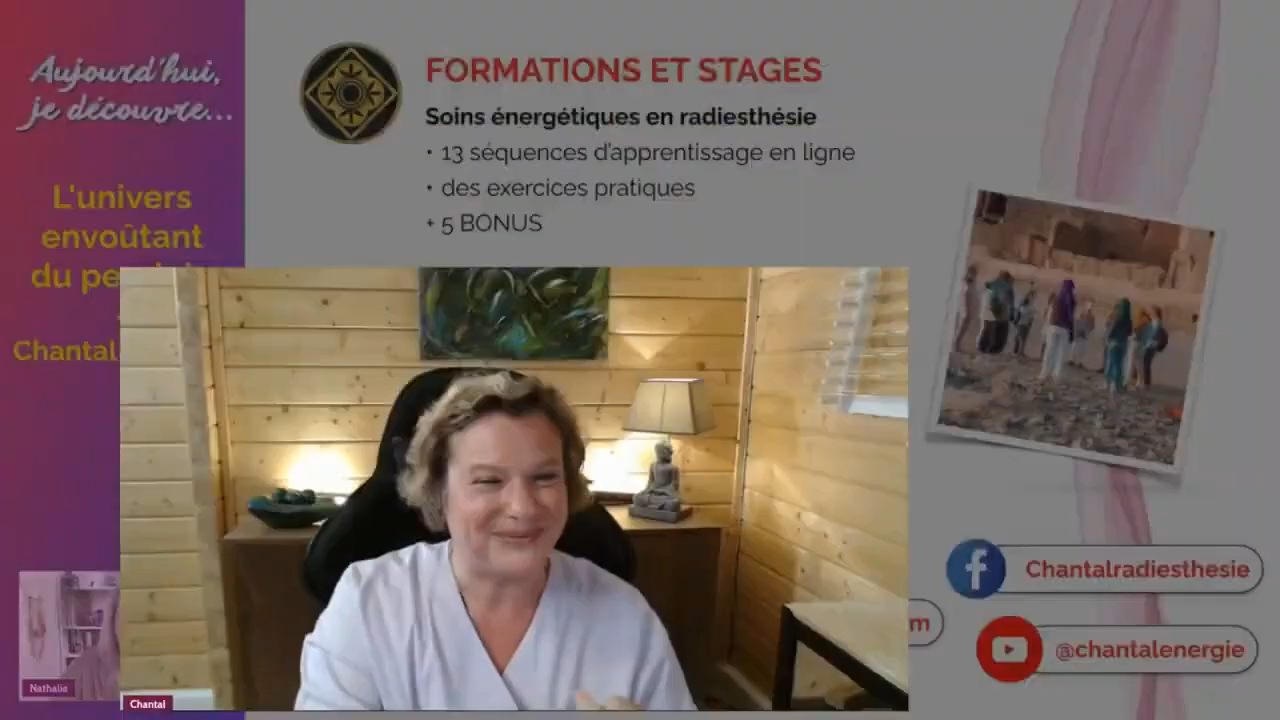 Aujourd'hui,
je découvre...
L'univers
envoûtant
du
Chantal
FORMATIONS ET STAGES
Soins énergétiques en radiesthésie
• 13 séquences d'apprentissage en ligne
• des exercices pratiques
+ 5 BONUS
Chantalradiesthesie
@chantalenergie
Nathalie
Chantal